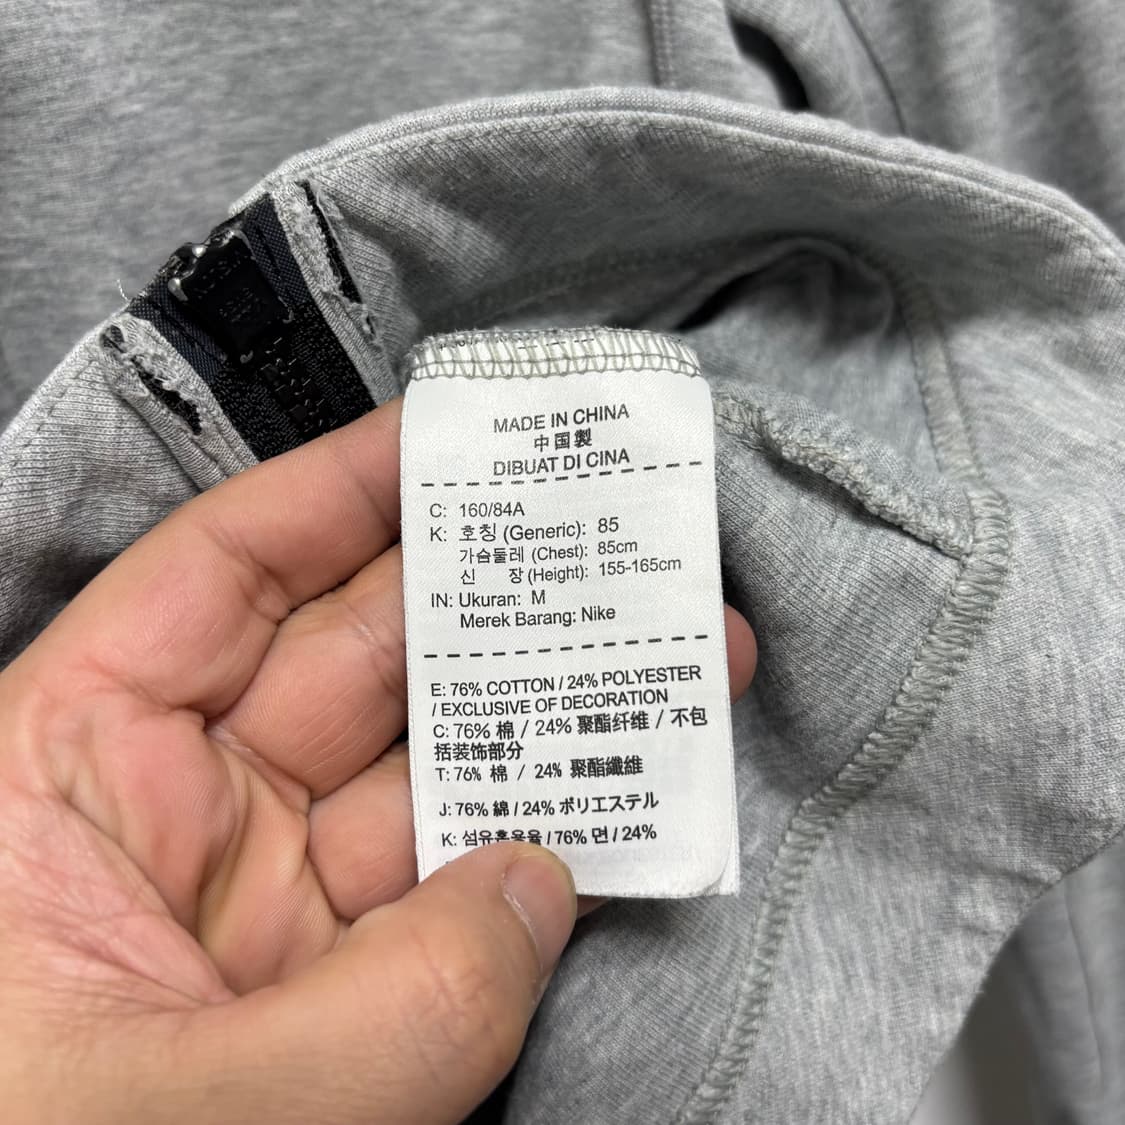 MADE IN CHINA
中国製
DIBUAT DI CINA
C: 160/84A
K: 호칭 (Generic): 85
가슴둘레 (Chest): 85cm
신 장 (Height): 155-165cm
IN: Ukuran: M
Merek Barang: Nike
E: 76% COTTON / 24% POLYESTER
/ EXCLUSIVE OF DECORATION
C: 76% 棉 / 24% 聚酯纤维 / 不包
括装饰部分
T: 76% 棉 / 24% 聚酯纖維
J: 76% 綿 / 24% ポリエステル
K: 섬유혼용율 / 76% 면 / 24%